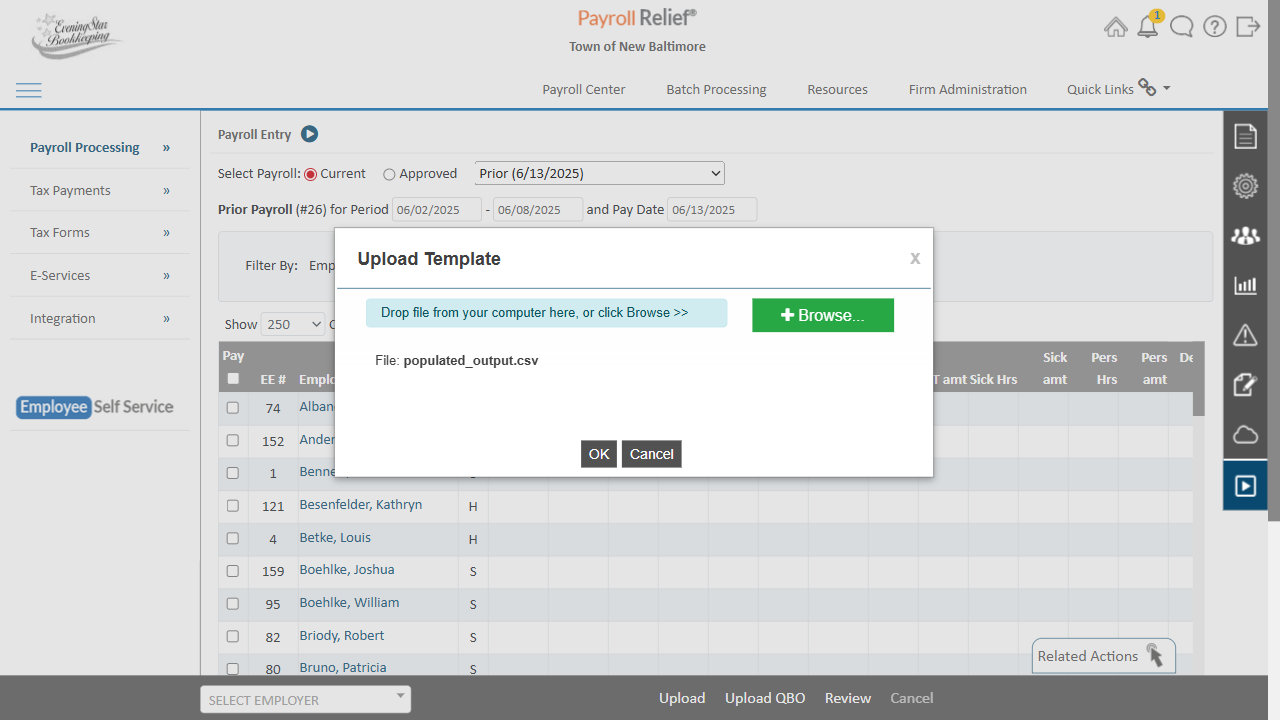 EveningStar
Bookkeeping
Payroll Relief®
Town of New Baltimore
1
Payroll Center
Batch Processing
Resources
Firm Administration
Quick Links
Payroll Processing »
Tax Payments »
Tax Forms »
E-Services »
Integration »
Employee Self Service
Payroll Entry
Select Payroll: Current Approved Prior (6/13/2025)
Prior Payroll (#26) for Period 06/02/2025 - 06/08/2025 and Pay Date 06/13/2025
Filter By: Emp
Upload Template x
Drop file from your computer here, or click Browse >>
Browse...
File: populated_output.csv
OK Cancel
Show 250
Pay Sick Pers Pers De
EE # Emplo T amt Sick Hrs amt Hrs amt
74 Alban
152 Ander
1 Benne
121 Besenfelder, Kathryn H
4 Betke, Louis H
159 Boehlke, Joshua S
95 Boehlke, William S
82 Briody, Robert S
80 Bruno, Patricia S
Related Actions
SELECT EMPLOYER
Upload Upload QBO Review Cancel